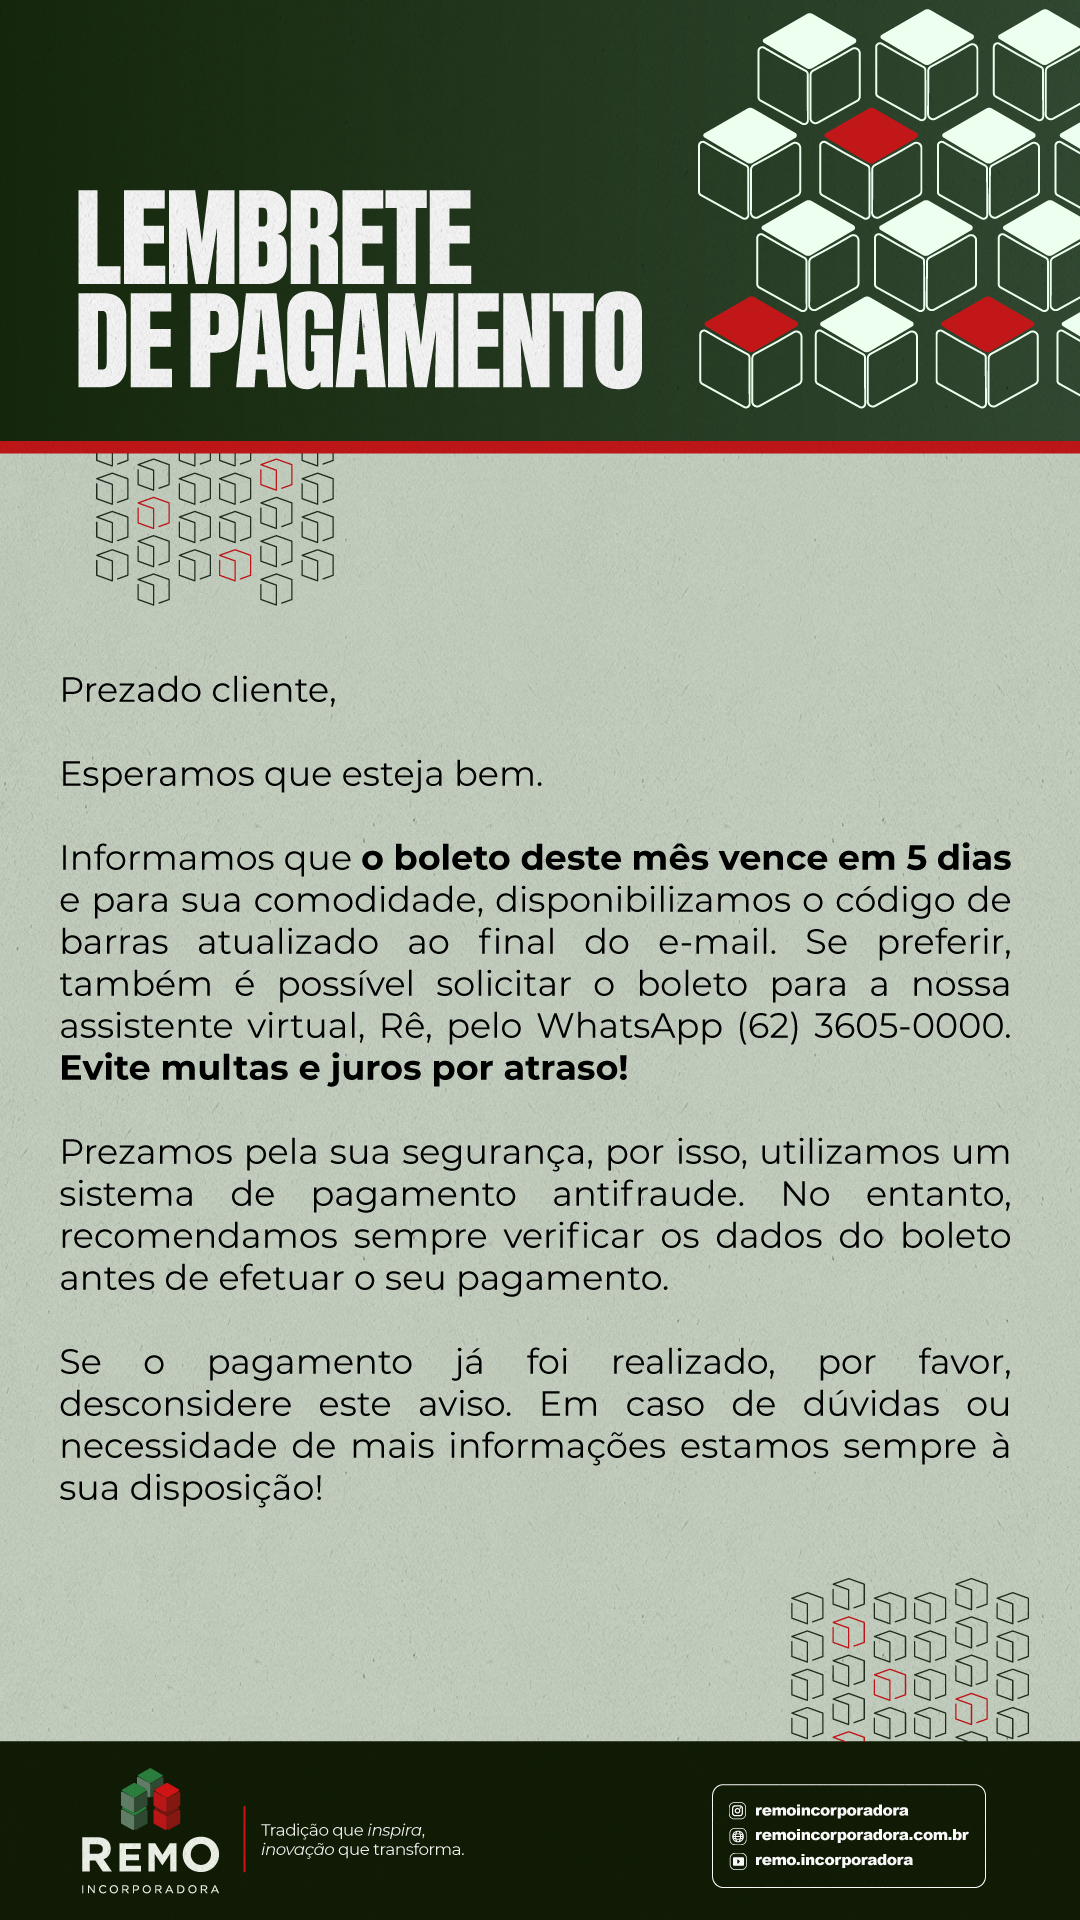 LEMBRETE
DE PAGAMENTO
Prezado cliente,
Esperamos que esteja bem.
Informamos que o boleto deste mês vence em 5 dias
e para sua comodidade, disponibilizamos o código de
barras atualizado ao final do e-mail. Se preferir,
também é possível solicitar o boleto para a nossa
assistente virtual, Rê, pelo WhatsApp (62) 3605-0000.
Evite multas e juros por atraso!
Prezamos pela sua segurança, por isso, utilizamos um
sistema de pagamento antifraude. No entanto,
recomendamos sempre verificar os dados do boleto
antes de efetuar o seu pagamento.
Se o pagamento já foi realizado, por favor,
desconsidere este aviso. Em caso de dúvidas ou
necessidade de mais informações estamos sempre à
sua disposição!
REMO
INCORPORADORA
Tradição que inspira,
inovação que transforma.
remoincorporadora
remoincorporadora.com.br
remo.incorporadora